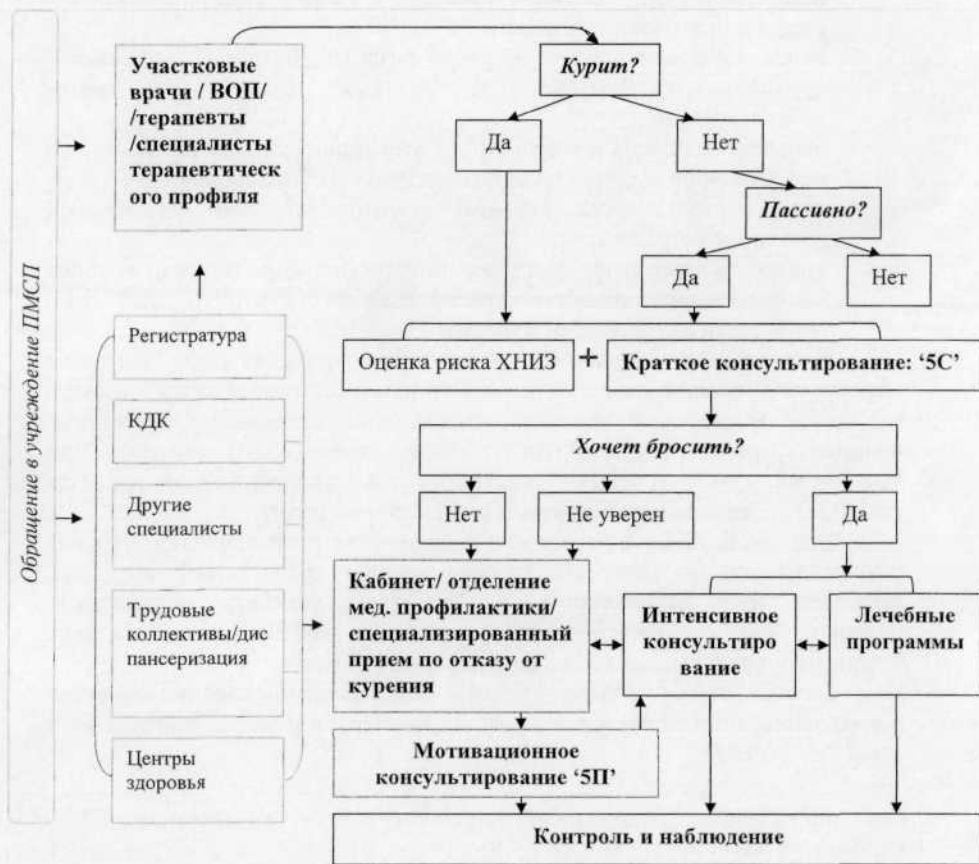 Обращение в учреждение ПМСП
Участковые
врачи / ВОП/
/терапевты
/специалисты
терапевтическ
ого профиля
Регистратура
КДК
Другие
специалисты
Трудовые
коллективы/дис
пансеризация
Центры
здоровья
Курит?
Да
Нет
Пассивно?
Да
Нет
Оценка риска ХНИЗ
+
Краткое консультирование: ‘5С’
Хочет бросить?
Нет
Не уверен
Да
Кабинет/ отделение
мед. профилактики/
специализированный
прием по отказу от
курения
Интенсивное
консультиро
вание
Лечебные
программы
Мотивационное
консультирование ‘5П’
Контроль и наблюдение